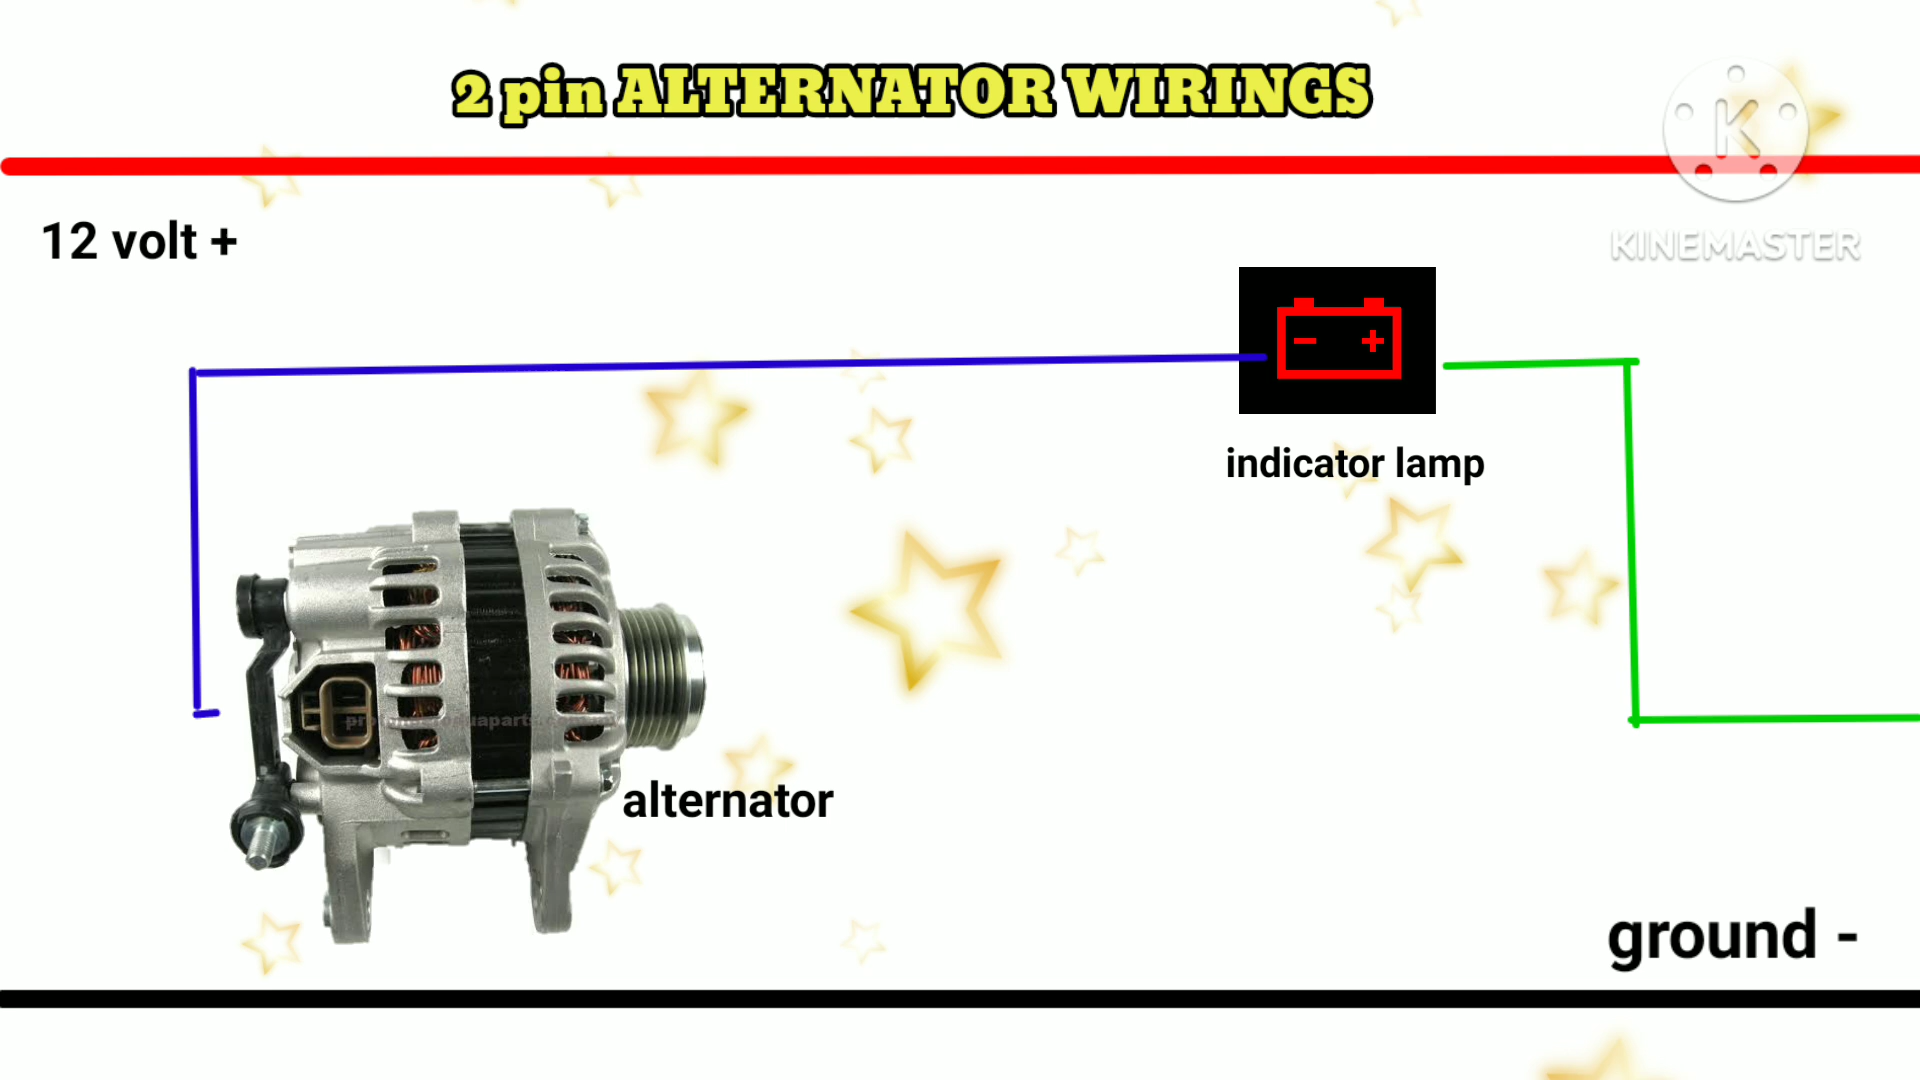 2 pin ALTERNATOR WIRINGS
K
KINEMASTER
12 volt +
- +
indicator lamp
alternator
ground -